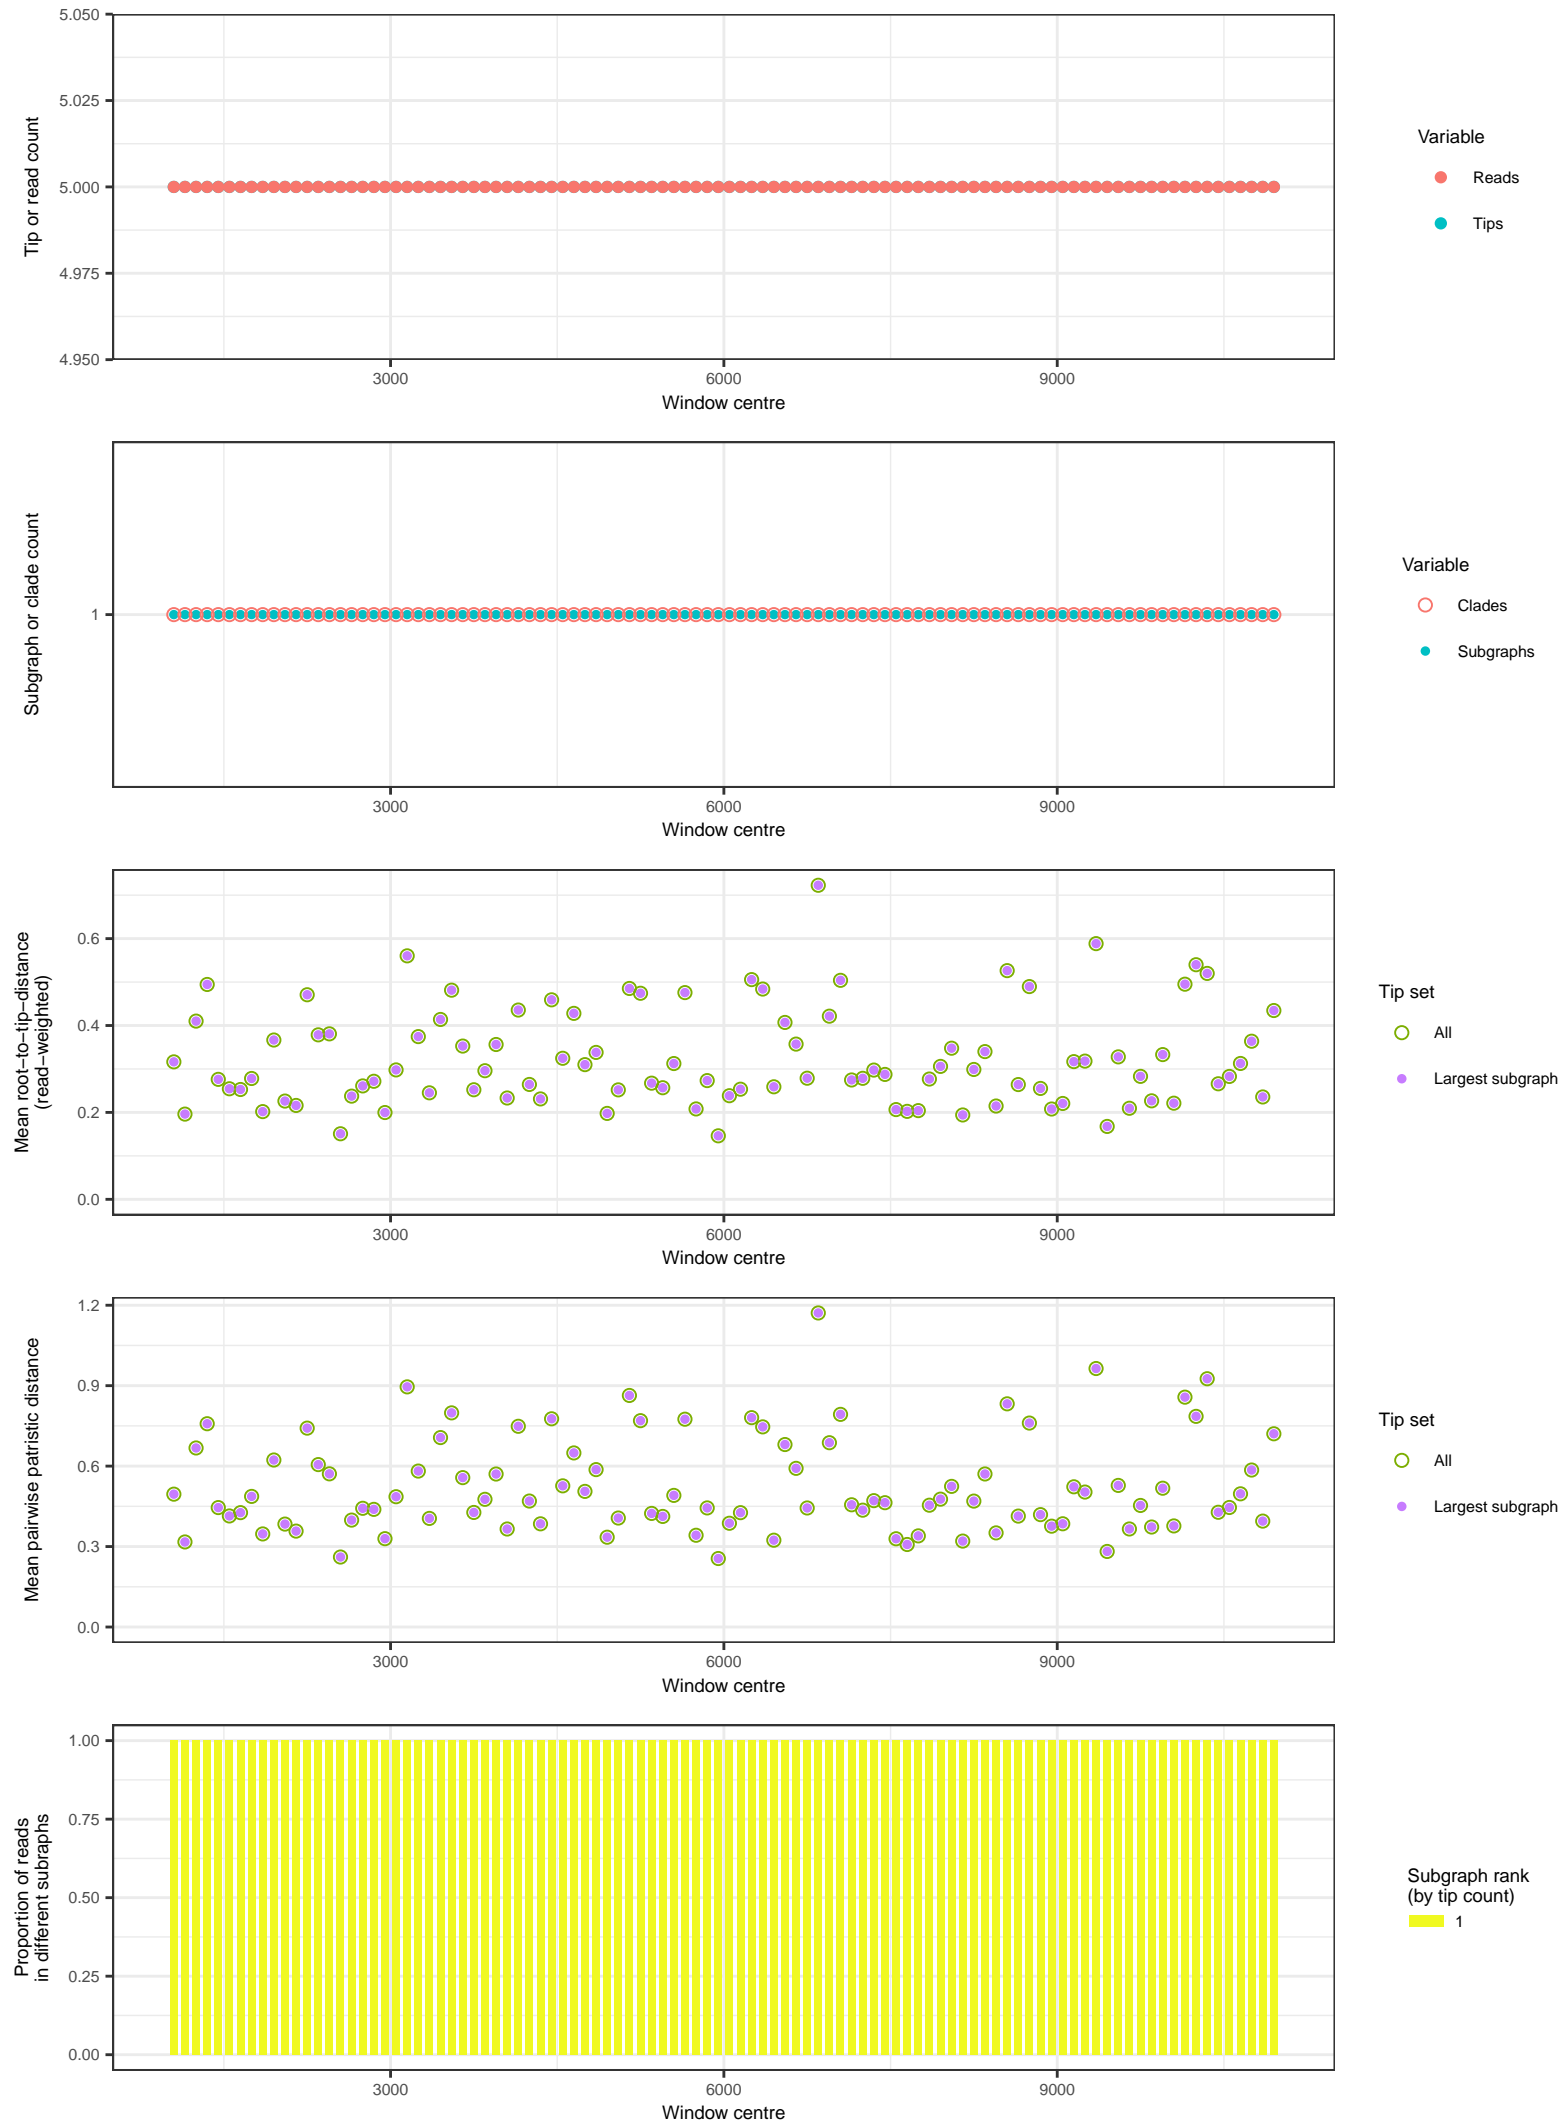 5.050
5.025
5.000
4.975
4.950
Tip or read count
3000 6000 9000
Window centre
Variable
Reads
Tips
1
Subgraph or clade count
3000 6000 9000
Window centre
Variable
Clades
Subgraphs
0.6
0.4
0.2
0.0
Mean root−to−tip−distance
(read−weighted)
3000 6000 9000
Window centre
Tip set
All
Largest subgraph
1.2
0.9
0.6
0.3
0.0
Mean pairwise patristic distance
3000 6000 9000
Window centre
Tip set
All
Largest subgraph
1.00
0.75
0.50
0.25
0.00
Proportion of reads
in different subraphs
3000 6000 9000
Window centre
Subgraph rank
(by tip count)
1